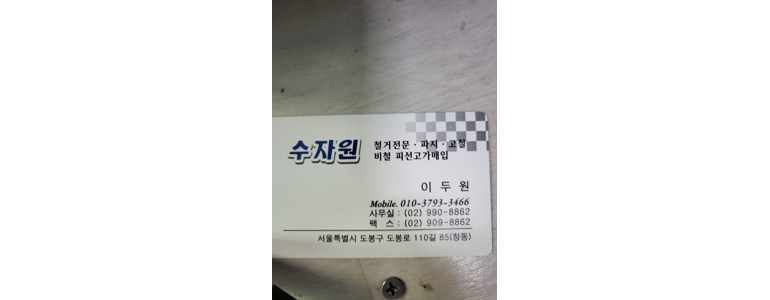 수자원
철거전문 · 파지 · 고철
비철 피선고가매입
이 두 원
Mobile. 010-3793-3466
사무실 : (02) 990-8862
팩 스 : (02) 909-8862
서울특별시 도봉구 도봉로 110길 85(창동)